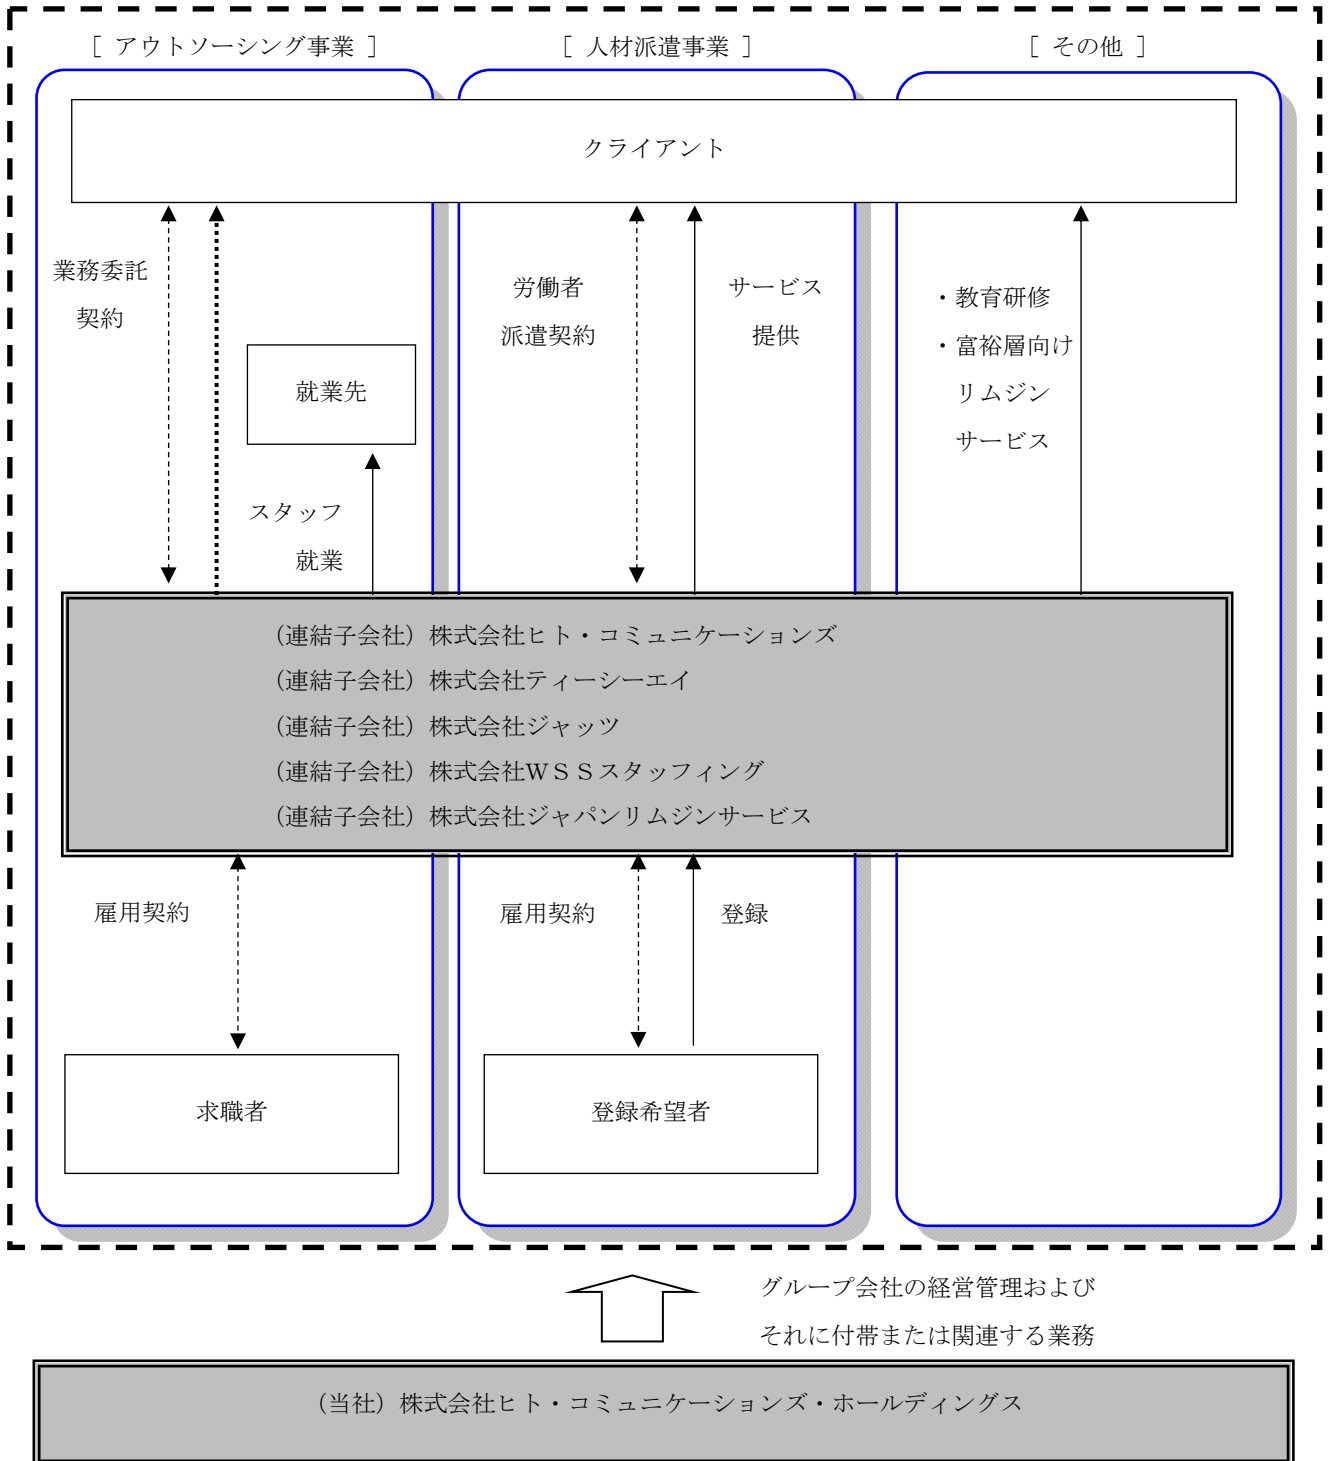 ［ アウトソーシング事業 ］
［ 人材派遣事業 ］
［ その他 ］
クライアント
業務委託
契約
就業先
スタッフ
就業
労働者
派遣契約
サービス
提供
・教育研修
・富裕層向け
リムジン
サービス
（連結子会社）株式会社ヒト・コミュニケーションズ
（連結子会社）株式会社ティーシーエイ
（連結子会社）株式会社ジャッツ
（連結子会社）株式会社ＷＳＳスタッフィング
（連結子会社）株式会社ジャパンリムジンサービス
雇用契約
雇用契約
登録
求職者
登録希望者
グループ会社の経営管理および
それに付帯または関連する業務
（当社）株式会社ヒト・コミュニケーションズ・ホールディングス